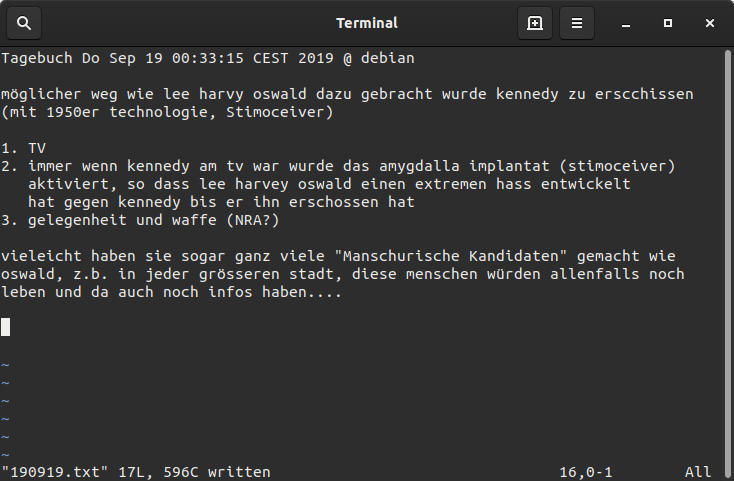 Terminal
Tagebuch Do Sep 19 00:33:15 CEST 2019 @ debian
möglicher weg wie lee harvy oswald dazu gebracht wurde kennedy zu erscchissen
(mit 1950er technologie, Stimoceiver)
1. TV
2. immer wenn kennedy am tv war wurde das amygdalla implantat (stimoceiver)
aktiviert, so dass lee harvey oswald einen extremen hass entwickelt
hat gegen kennedy bis er ihn erschossen hat
3. gelegenheit und waffe (NRA?)
vieleicht haben sie sogar ganz viele "Manschurische Kandidaten" gemacht wie
oswald, z.b. in jeder grösseren stadt, diese menschen würden allenfalls noch
leben und da auch noch infos haben....
~
~
~
~
~
~
"190919.txt" 17L, 596C written 16,0-1 All